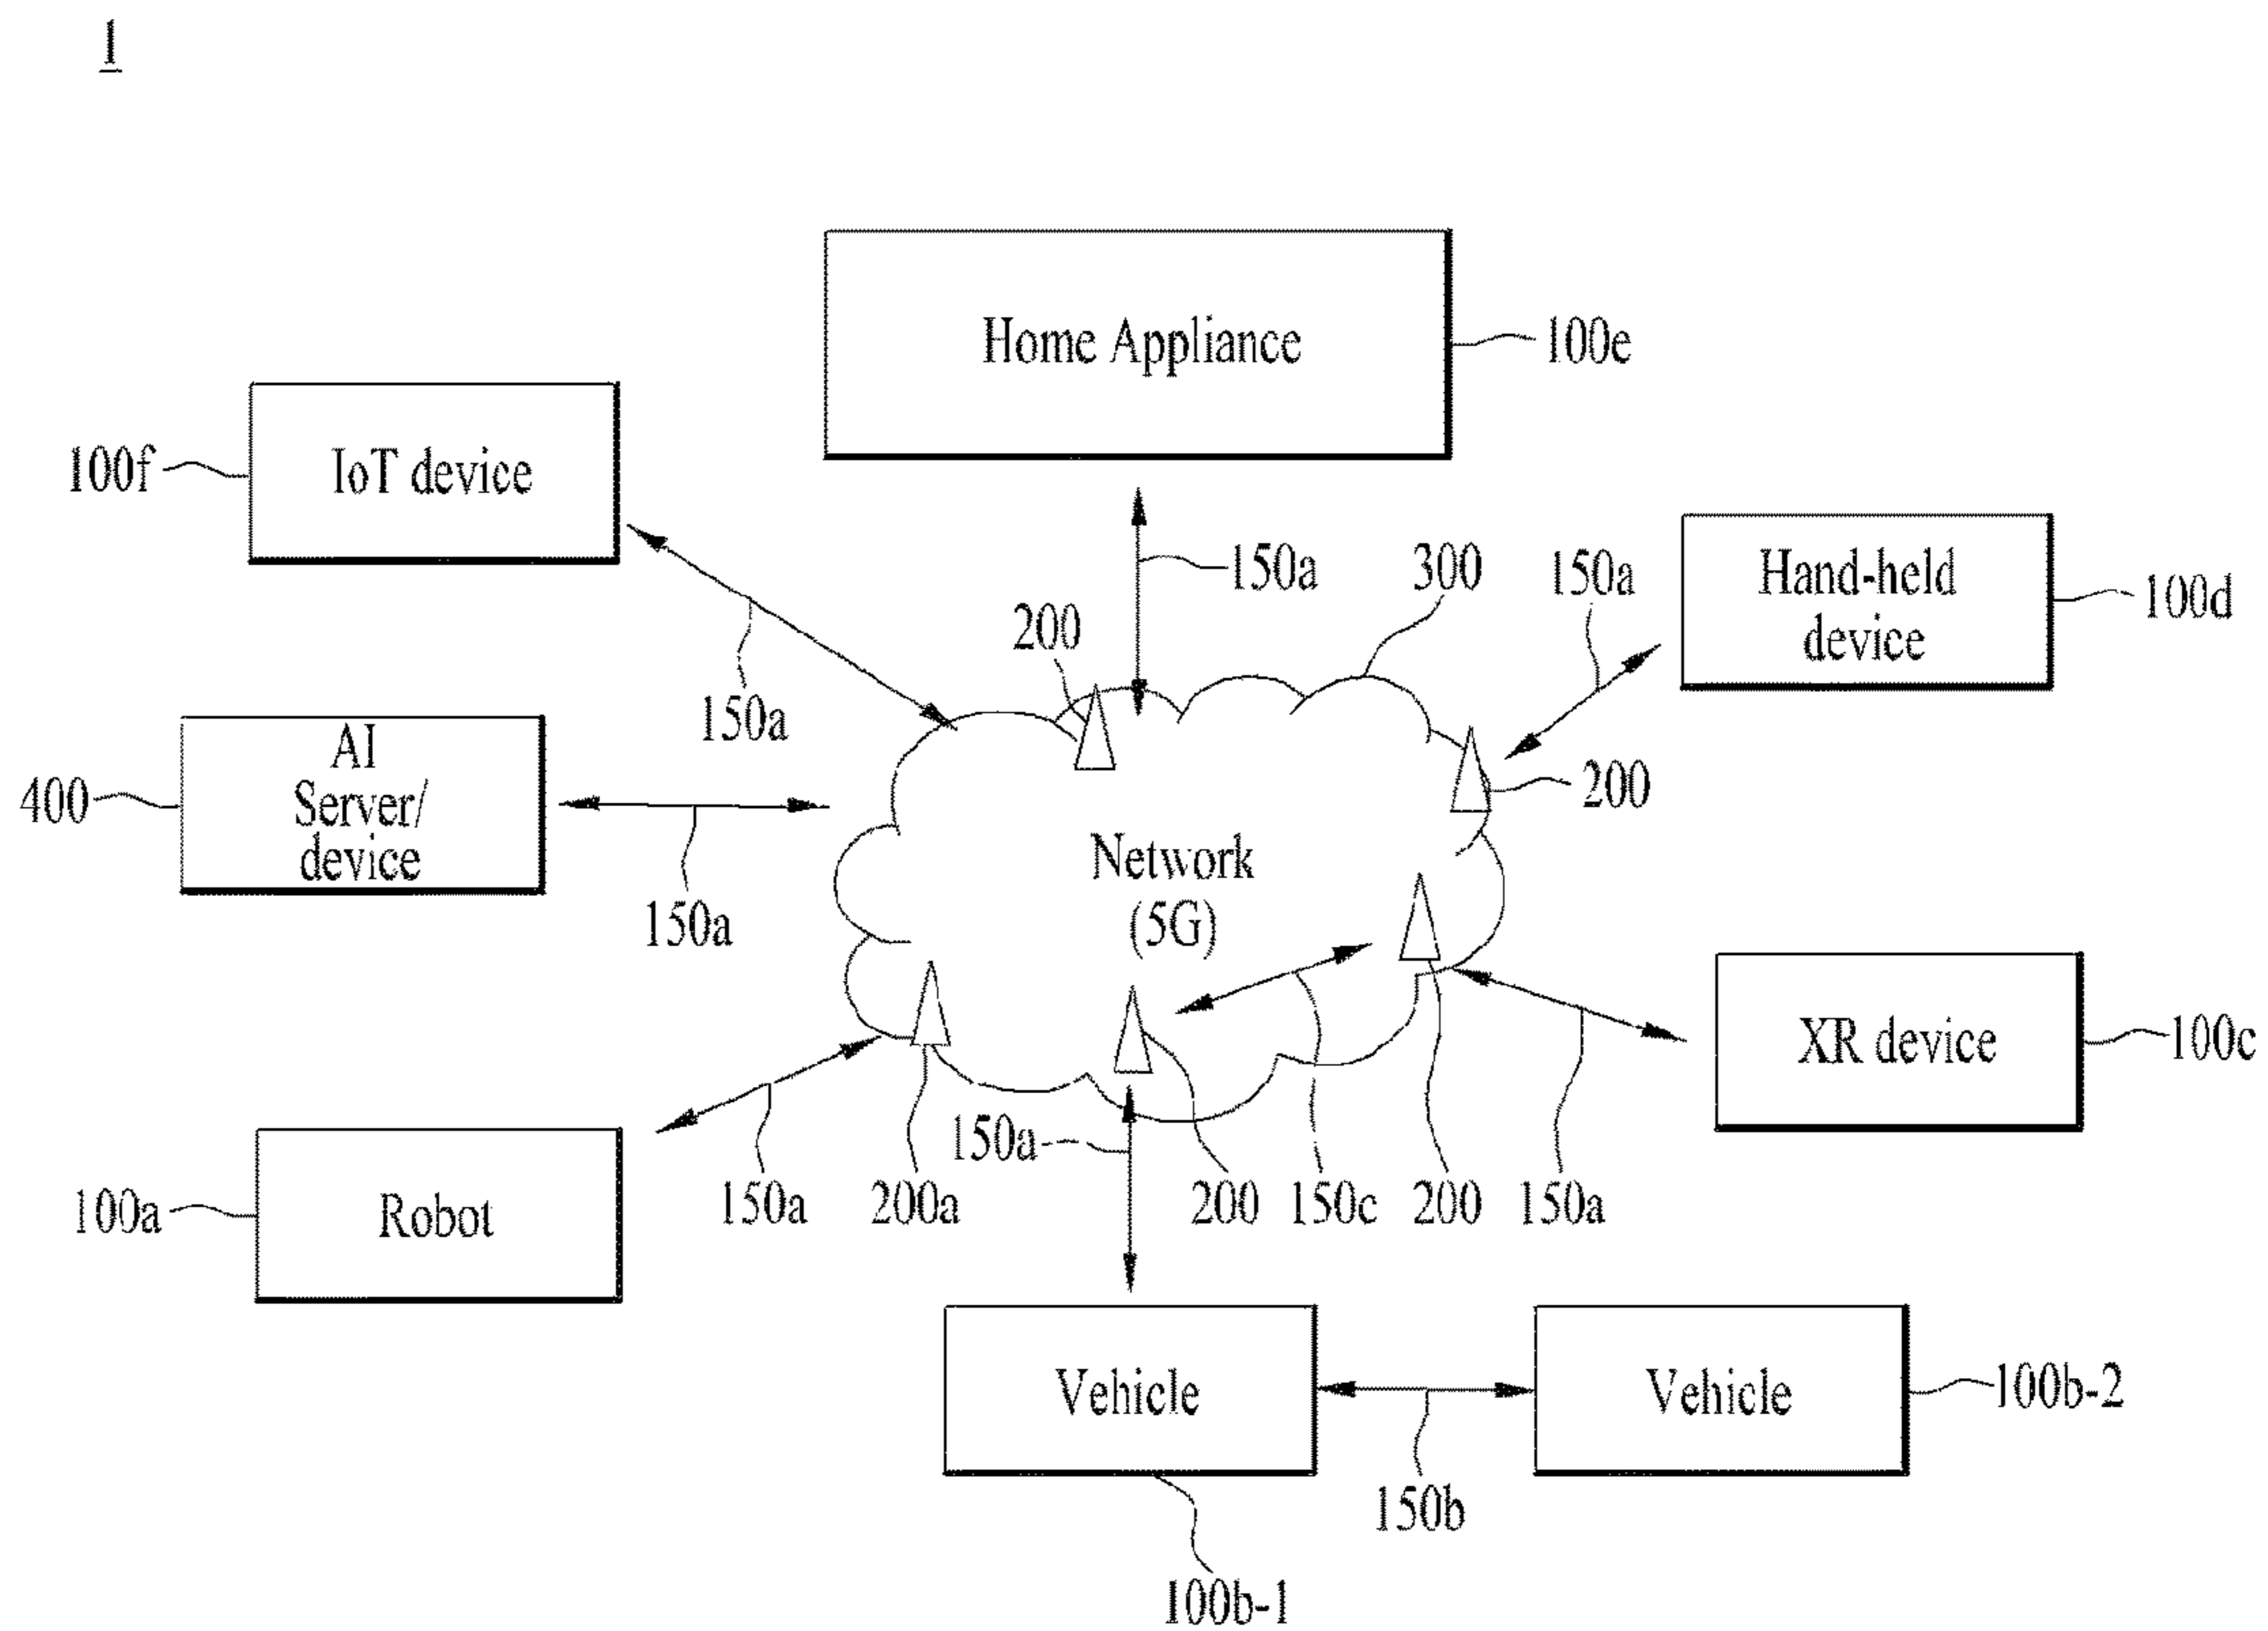 1
Home Appliance
100e
100f
IoT device
150a
300
150a
Hand-held
device
100d
200
150a
AI
Server/
device
400
200
150a
Network
(5G)
XR device
100c
150a
100a
Robot
150a
200a
200
150c
200
150a
Vehicle
Vehicle
100b-2
150b
100b-1